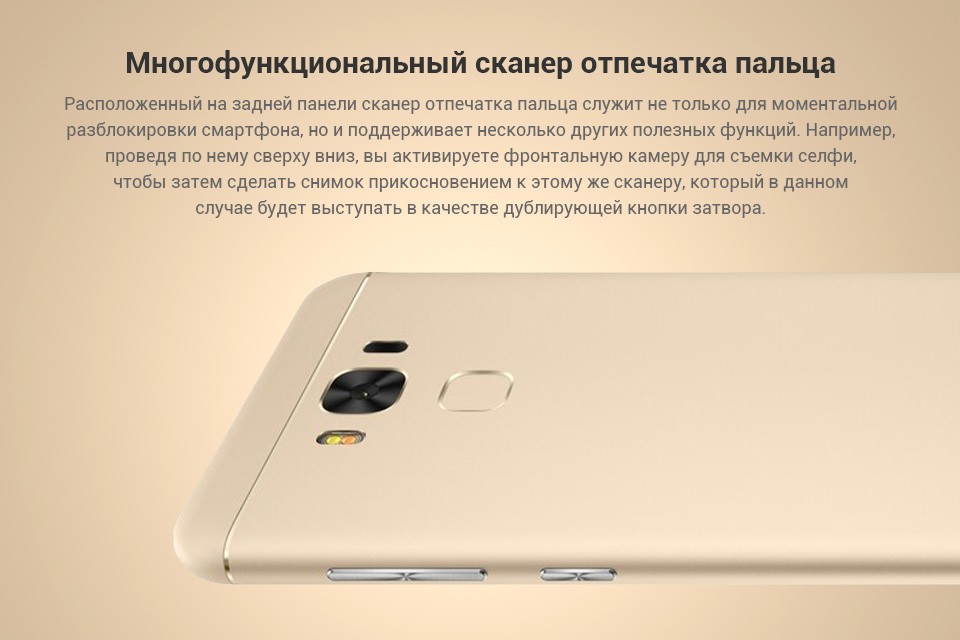 Многофункциональный сканер отпечатка пальца
Расположенный на задней панели сканер отпечатка пальца служит не только для моментальной
разблокировки смартфона, но и поддерживает несколько других полезных функций. Например,
проведя по нему сверху вниз, вы активируете фронтальную камеру для съемки селфи,
чтобы затем сделать снимок прикосновением к этому же сканеру, который в данном
случае будет выступать в качестве дублирующей кнопки затвора.